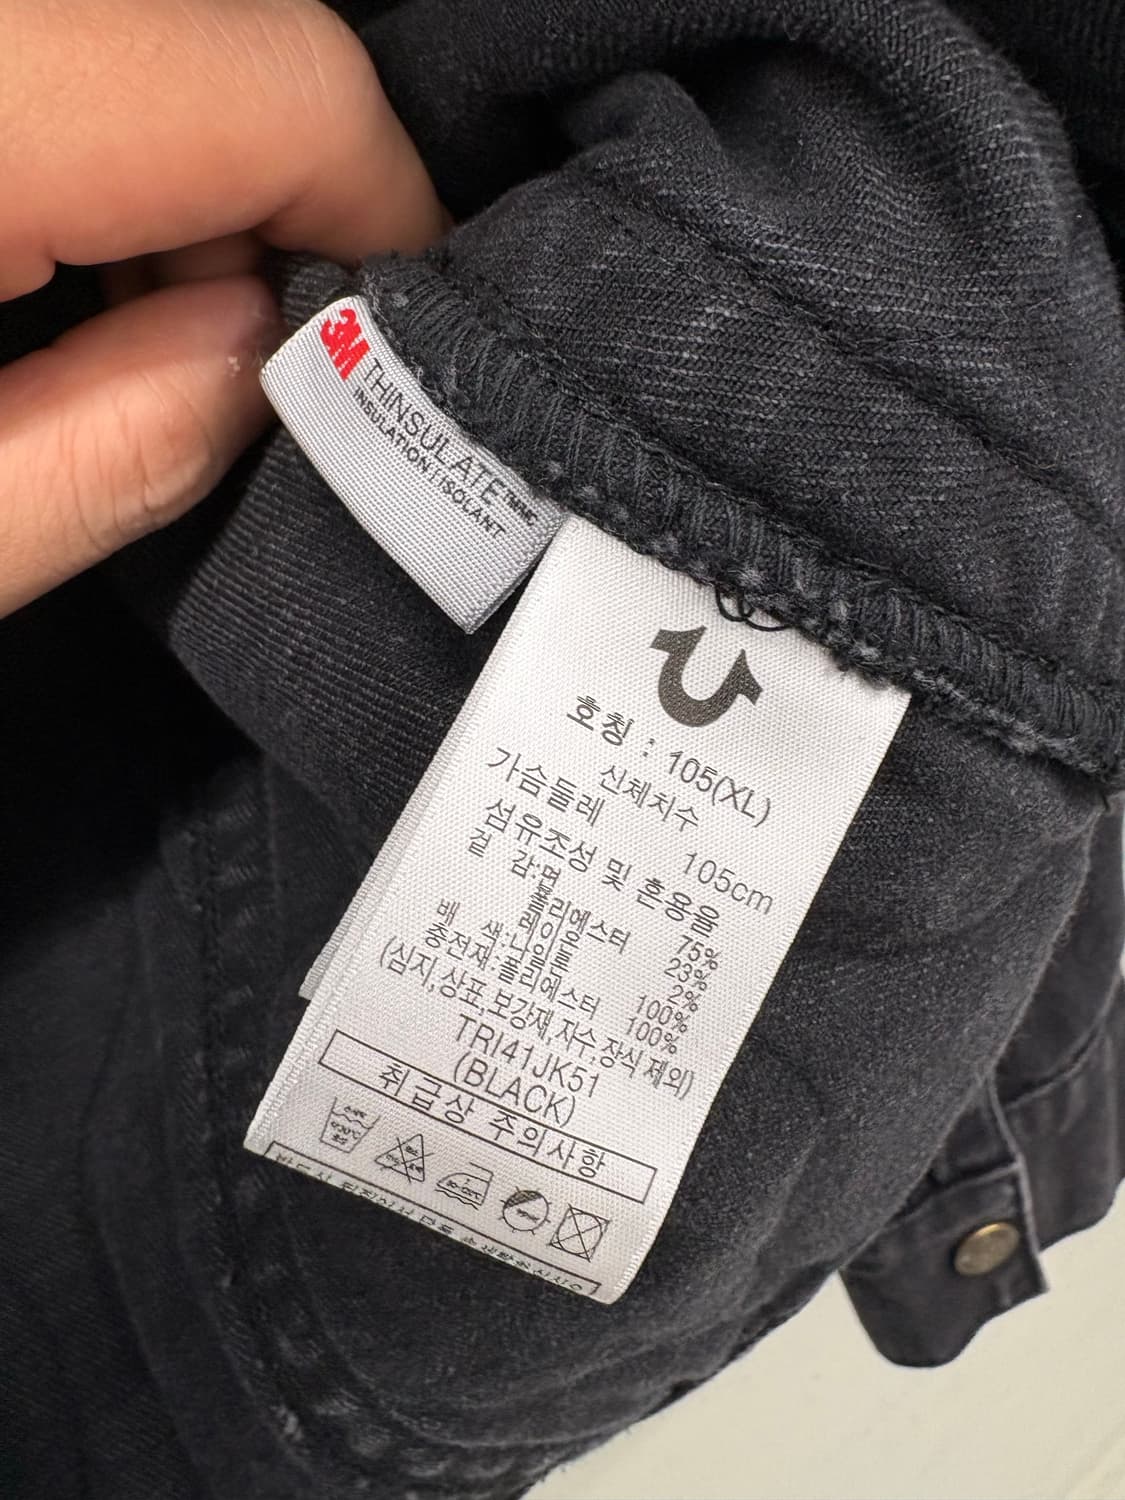 3M THINSULATE™/MC
INSULATION | ISOLANT
호칭 : 105(XL)
신체치수
가슴둘레 105cm
섬유조성 및 혼용율
겉 감:면 75%
폴리에스터 23%
레이온 2%
배 색:나일론 100%
충전재:폴리에스터 100%
(심지,상표,보강재,자수,장식 제외)
TRI41JK51
(BLACK)
취급상 주의사항